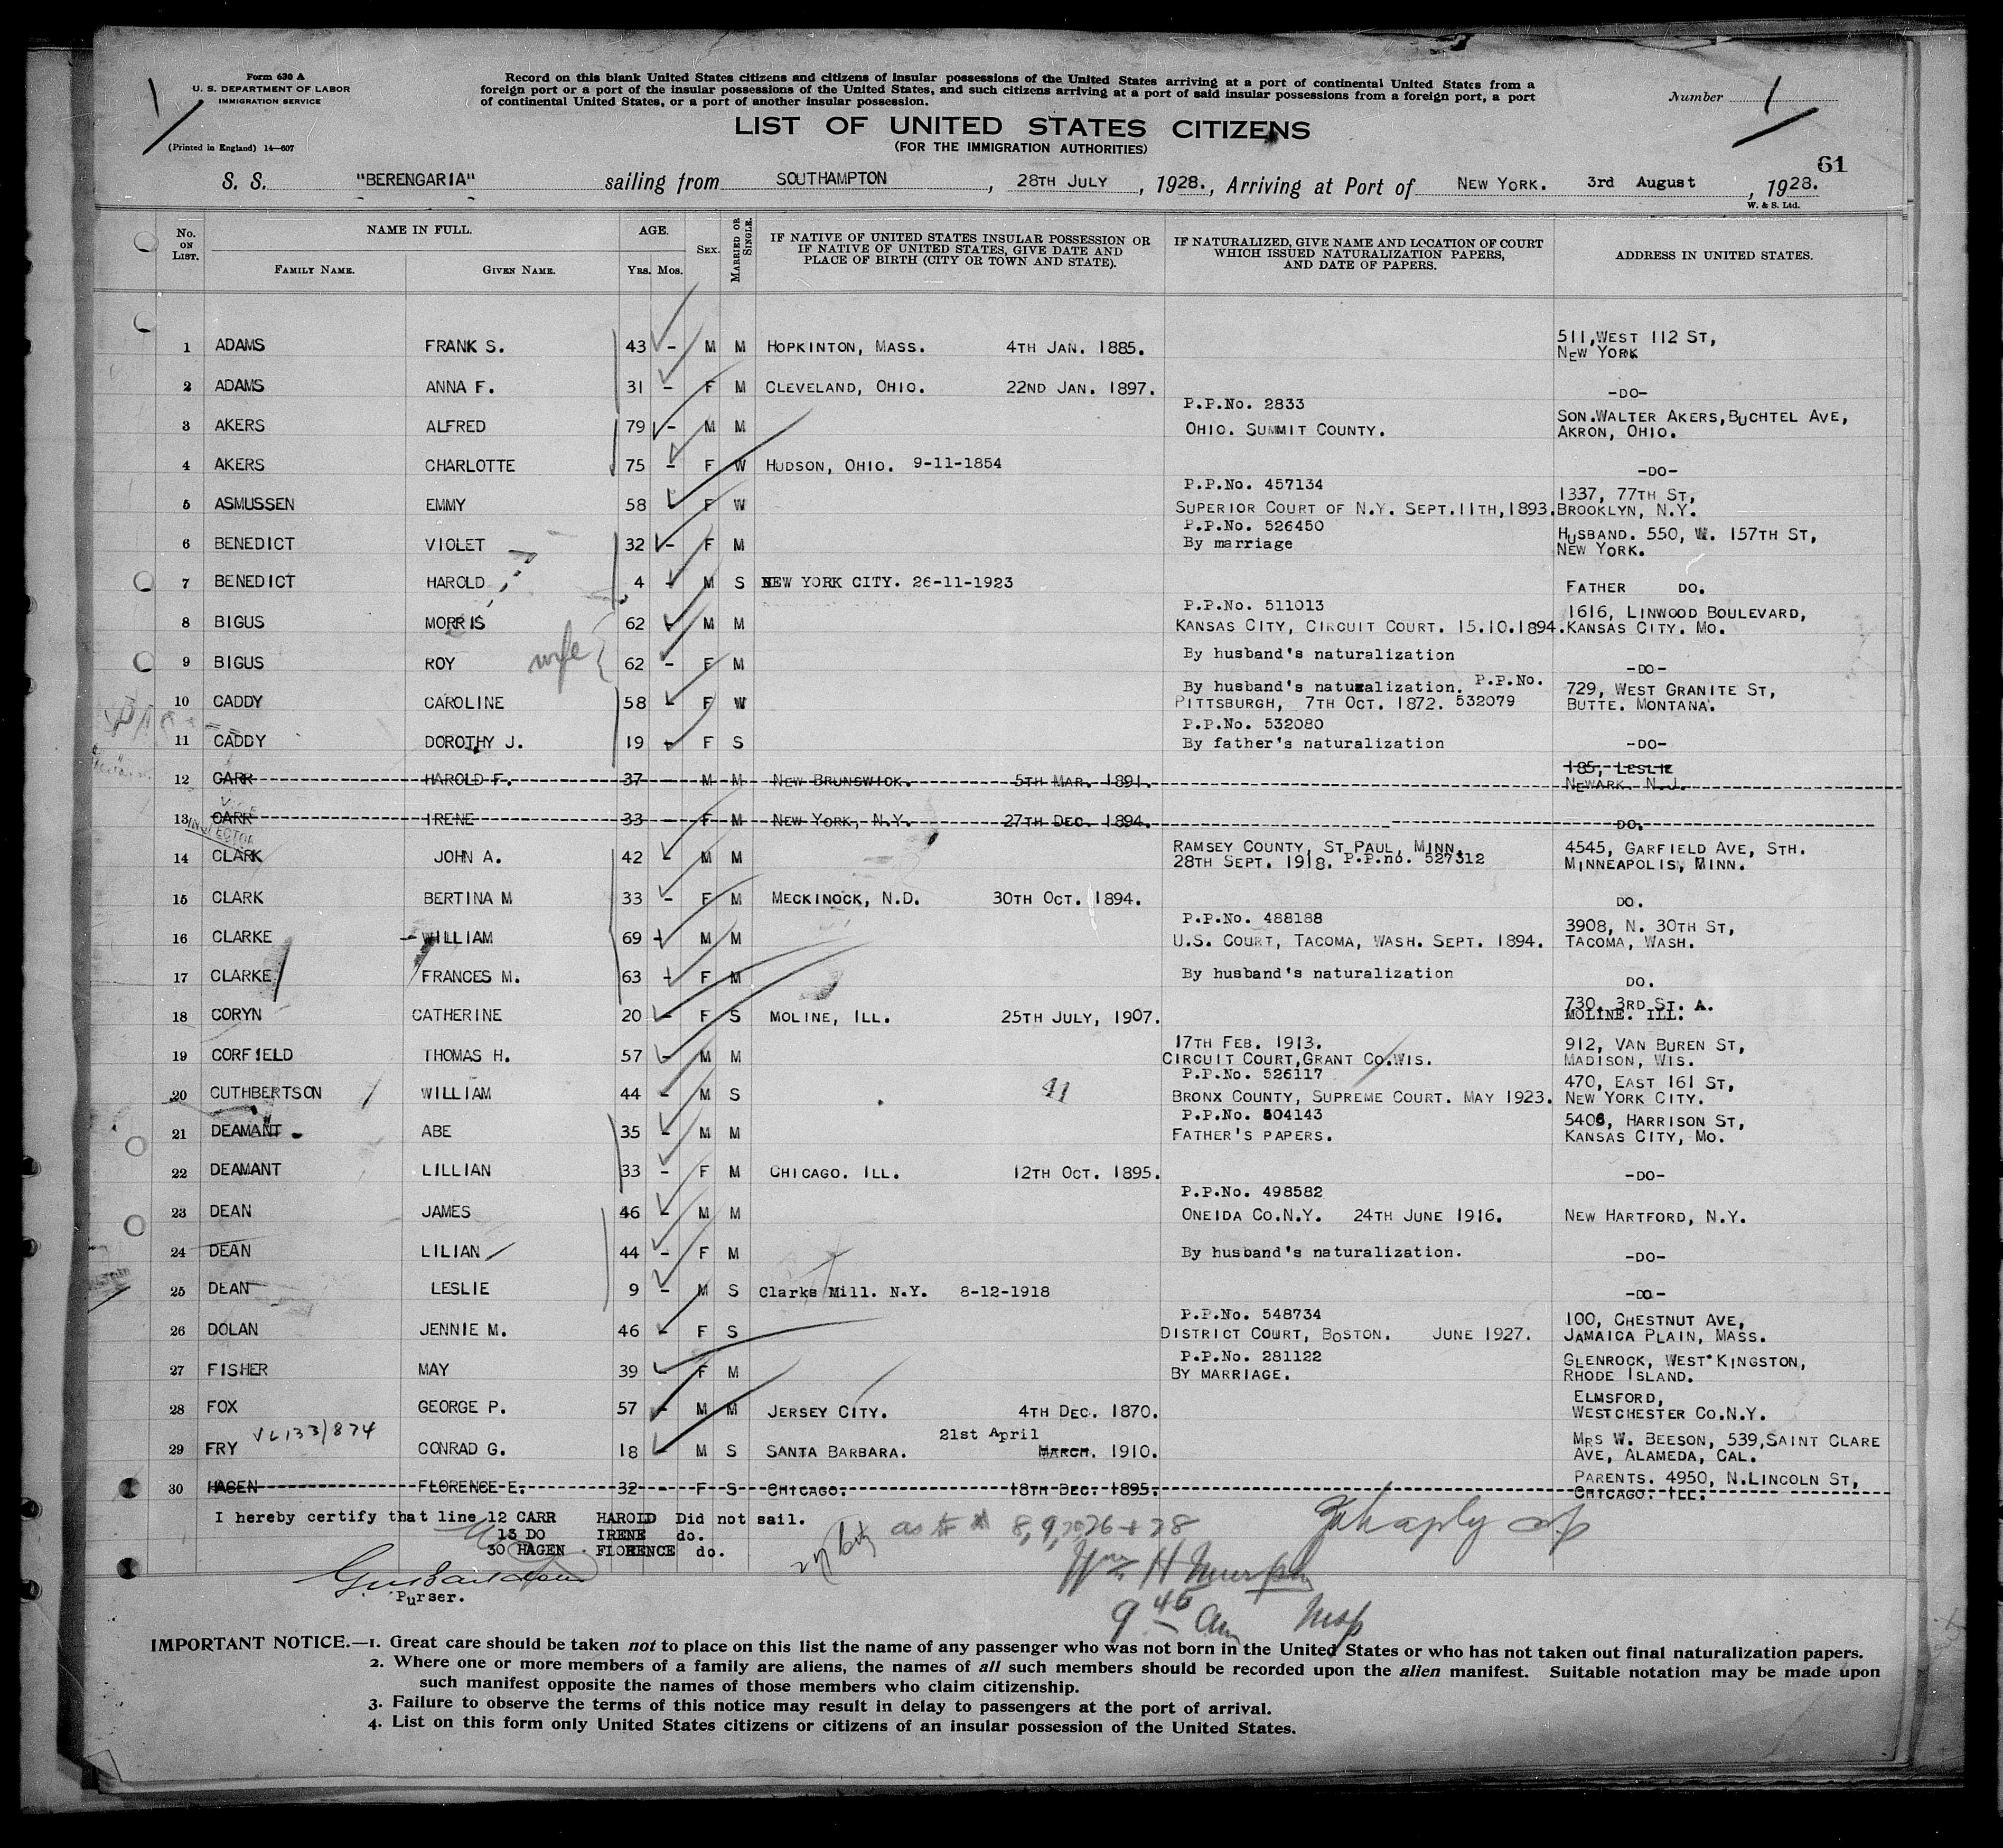 Form 630 A
U. S. DEPARTMENT OF LABOR
IMMIGRATION SERVICE
(Printed in England) 14—607
Record on this blank United States citizens and citizens of insular possessions of the United States arriving at a port of continental United States from a
foreign port or a port of the insular possessions of the United States, and such citizens arriving at a port of said insular possessions from a foreign port, a port
of continental United States, or a port of another insular possession.
Number 1
LIST OF UNITED STATES CITIZENS
(FOR THE IMMIGRATION AUTHORITIES)
61
S. S. "BERENGARIA" sailing from SOUTHAMPTON, 28TH JULY, 1928., Arriving at Port of NEW YORK. 3rd August, 1928.
W. & S. Ltd.
No. ON LIST. NAME IN FULL. FAMILY NAME. GIVEN NAME. AGE. YRS. MOS. SEX. MARRIED OR SINGLE. IF NATIVE OF UNITED STATES INSULAR POSSESSION OR IF NATIVE OF UNITED STATES, GIVE DATE AND PLACE OF BIRTH (CITY OR TOWN AND STATE). IF NATURALIZED, GIVE NAME AND LOCATION OF COURT WHICH ISSUED NATURALIZATION PAPERS, AND DATE OF PAPERS. ADDRESS IN UNITED STATES.
1 ADAMS FRANK S. 43 - M M HOPKINTON, MASS. 4TH JAN. 1885. 511, WEST 112 ST, NEW YORK
2 ADAMS ANNA F. 31 - F M CLEVELAND, OHIO. 22ND JAN. 1897. -DO-
3 AKERS ALFRED 79 - M M P.P.No. 2833 OHIO. SUMMIT COUNTY. SON.WALTER AKERS, BUCHTEL AVE, AKRON, OHIO.
4 AKERS CHARLOTTE 75 - F W HUDSON, OHIO. 9-11-1854 -DO-
5 ASMUSSEN EMMY 58 F W P.P.No. 457134 SUPERIOR COURT OF N.Y. SEPT.11TH, 1893. 1337, 77TH ST, BROOKLYN, N.Y.
6 BENEDICT VIOLET 32 - F M P.P.No. 526450 By marriage HUSBAND. 550, W. 157TH ST, NEW YORK.
7 BENEDICT HAROLD 4 - M S NEW YORK CITY. 26-11-1923 FATHER DO.
8 BIGUS MORRIS 62 - M M P.P.No. 511013 KANSAS CITY, CIRCUIT COURT. 15.10.1894. 1616, LINWOOD BOULEVARD, KANSAS CITY. MO.
9 BIGUS ROY wife 62 - F M By husband's naturalization -DO-
10 CADDY CAROLINE 58 - F W By husband's naturalization. P.P.No. PITTSBURGH, 7TH OCT. 1872. 532079 729, WEST GRANITE ST, BUTTE. MONTANA.
11 CADDY DOROTHY J. 19 - F S P.P.No. 532080 By father's naturalization -DO-
12 CARR HAROLD F. 37 - M M NEW BRUNSWICK. 5TH MAR. 1891. 185, LESLIE NEWARK. N.J.
13 CARR IRENE 33 - F M NEW YORK, N.Y. 27TH DEC. 1894. DO.
INSPECTOR
14 CLARK JOHN A. 42 - M M RAMSEY COUNTY, ST PAUL, MINN. 28TH SEPT. 1918. P.P.no. 527312 4545, GARFIELD AVE, STH. MINNEAPOLIS, MINN.
15 CLARK BERTINA M 33 - F M MECKINOCK, N.D. 30TH OCT. 1894. DO.
16 CLARKE WILLIAM 69 - M M P.P.No. 488188 U.S. COURT, TACOMA, WASH. SEPT. 1894. 3908, N. 30TH ST, TACOMA, WASH.
17 CLARKE FRANCES M. 63 - F M By husband's naturalization DO.
18 CORYN CATHERINE 20 - F S MOLINE, ILL. 25TH JULY, 1907. 730, 3RD ST. A. MOLINE. ILL.
19 CORFIELD THOMAS H. 57 - M M 17TH FEB. 1913. CIRCUIT COURT, GRANT CO.WIS. 912, VAN BUREN ST, MADISON, WIS.
20 CUTHBERTSON WILLIAM 44 - M S 41 P.P.No. 526117 BRONX COUNTY, SUPREME COURT. MAY 1923. 470, EAST 161 ST, NEW YORK CITY.
21 DEAMANT ABE 35 - M M P.P.No. 504143 FATHER'S PAPERS. 5406, HARRISON ST, KANSAS CITY, MO.
22 DEAMANT LILLIAN 33 - F M CHICAGO. ILL. 12TH OCT. 1895. -DO-
23 DEAN JAMES 46 - M M P.P.No. 498582 ONEIDA CO.N.Y. 24TH JUNE 1916. NEW HARTFORD, N.Y.
24 DEAN LILIAN 44 - F M By husband's naturalization. -DO-
25 DEAN LESLIE 9 - M S Clarks Mill. N.Y. 8-12-1918 -DO-
26 DOLAN JENNIE M. 46 - F S P.P.No. 548734 DISTRICT COURT, BOSTON. JUNE 1927. 100, CHESTNUT AVE, JAMAICA PLAIN, MASS.
27 FISHER MAY 39 - F M P.P.No. 281122 BY MARRIAGE. GLENROCK, WEST KINGSTON, RHODE ISLAND.
28 FOX GEORGE P. 57 - M M JERSEY CITY. 4TH DEC. 1870. ELMSFORD, WESTCHESTER CO.N.Y.
29 FRY CONRAD G. 18 - M S SANTA BARBARA. 21st April MARCH. 1910. MRS W. BEESON, 539, SAINT CLARE AVE, ALAMEDA, CAL.
30 HAGEN FLORENCE E. 32 - F S CHICAGO. 18TH DEC. 1895. PARENTS. 4950, N.LINCOLN ST, CHICAGO. ILL.
I hereby certify that line 12 CARR HAROLD Did not sail.
13 DO IRENE do.
30 HAGEN FLORENCE do.
Purser.
Wm H Murphy
9 45 am Insp
IMPORTANT NOTICE.—1. Great care should be taken not to place on this list the name of any passenger who was not born in the United States or who has not taken out final naturalization papers.
2. Where one or more members of a family are aliens, the names of all such members should be recorded upon the alien manifest. Suitable notation may be made upon
such manifest opposite the names of those members who claim citizenship.
3. Failure to observe the terms of this notice may result in delay to passengers at the port of arrival.
4. List on this form only United States citizens or citizens of an insular possession of the United States.